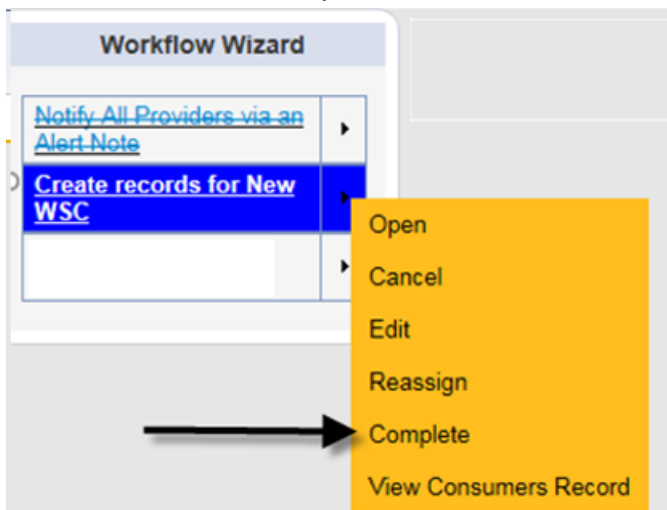 Workflow Wizard
Notify All Providers via an
Alert Note
Create records for New
WSC
Open
Cancel
Edit
Reassign
Complete
View Consumers Record